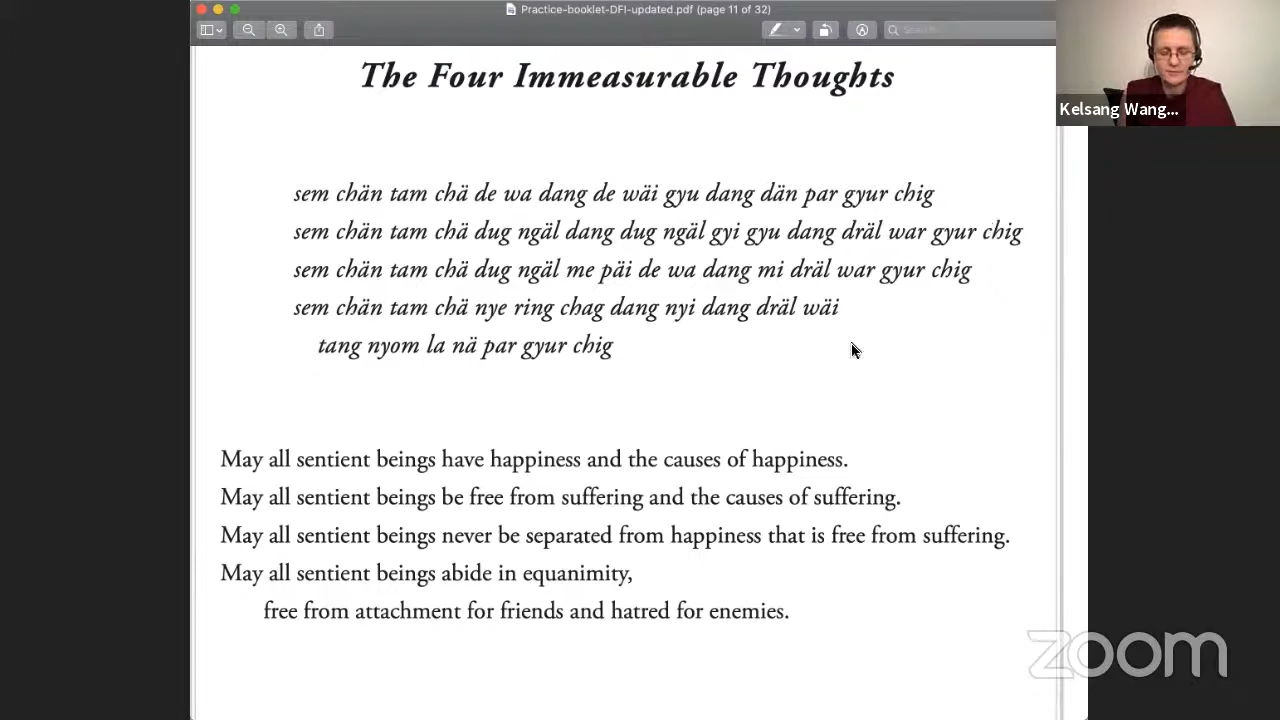 Practice-booklet-DFI-updated.pdf (page 11 of 32)
Search
Kelsang Wang...
The Four Immeasurable Thoughts
sem chän tam chä de wa dang de wäi gyu dang dän par gyur chig
sem chän tam chä dug ngäl dang dug ngäl gyi gyu dang dräl war gyur chig
sem chän tam chä dug ngäl me päi de wa dang mi dräl war gyur chig
sem chän tam chä nye ring chag dang nyi dang dräl wäi
tang nyom la nä par gyur chig
May all sentient beings have happiness and the causes of happiness.
May all sentient beings be free from suffering and the causes of suffering.
May all sentient beings never be separated from happiness that is free from suffering.
May all sentient beings abide in equanimity,
free from attachment for friends and hatred for enemies.
zoom